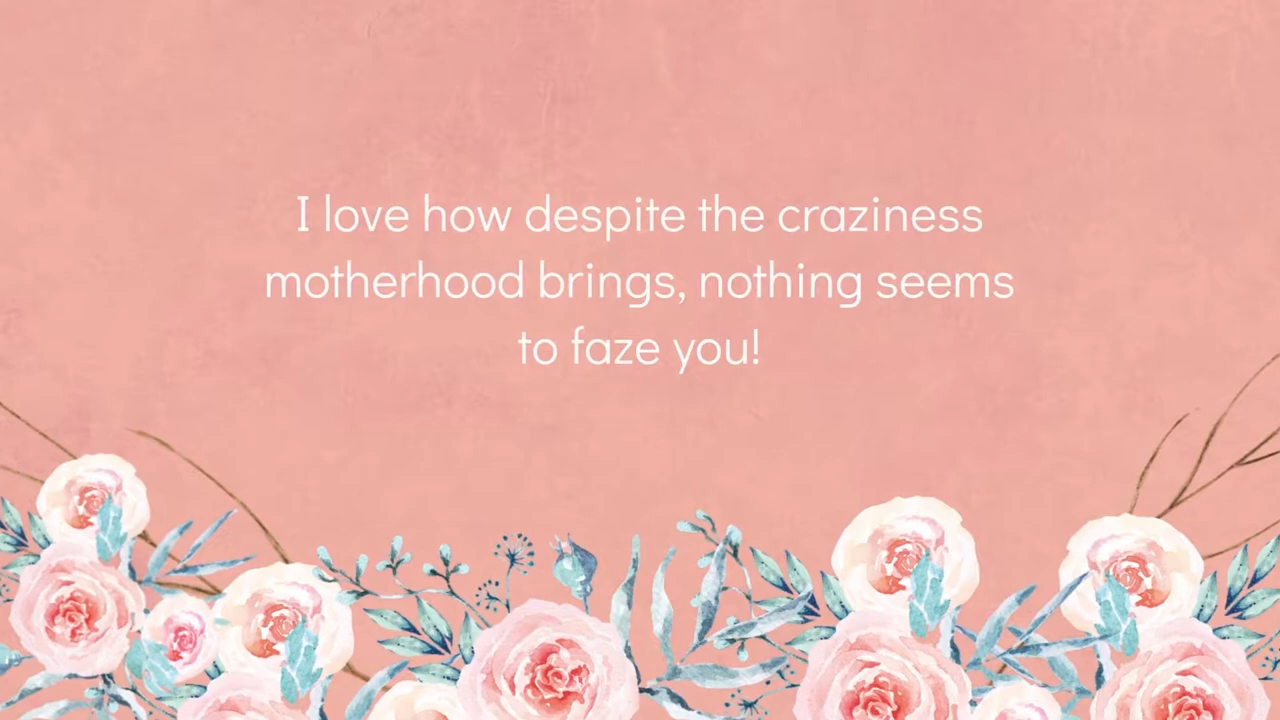 I love how despite the craziness
motherhood brings, nothing seems
to faze you!